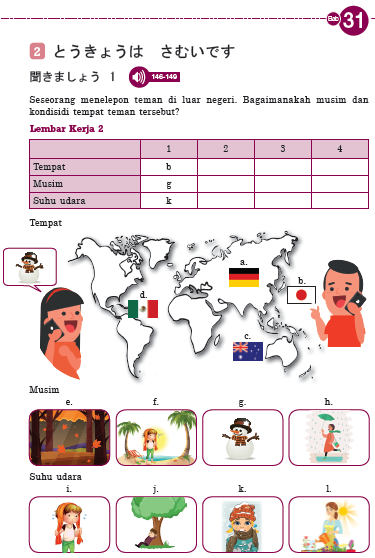 Bab 31
2 とうきょうは さむいです
聞きましょう 1 146-149
Seseorang menelepon teman di luar negeri. Bagaimanakah musim dan
kondisidi tempat teman tersebut?
Lembar Kerja 2
1 2 3 4
Tempat b
Musim g
Suhu udara k
Tempat
a.
b.
d.
c.
Musim
e. f. g. h.
Suhu udara
i. j. k. l.